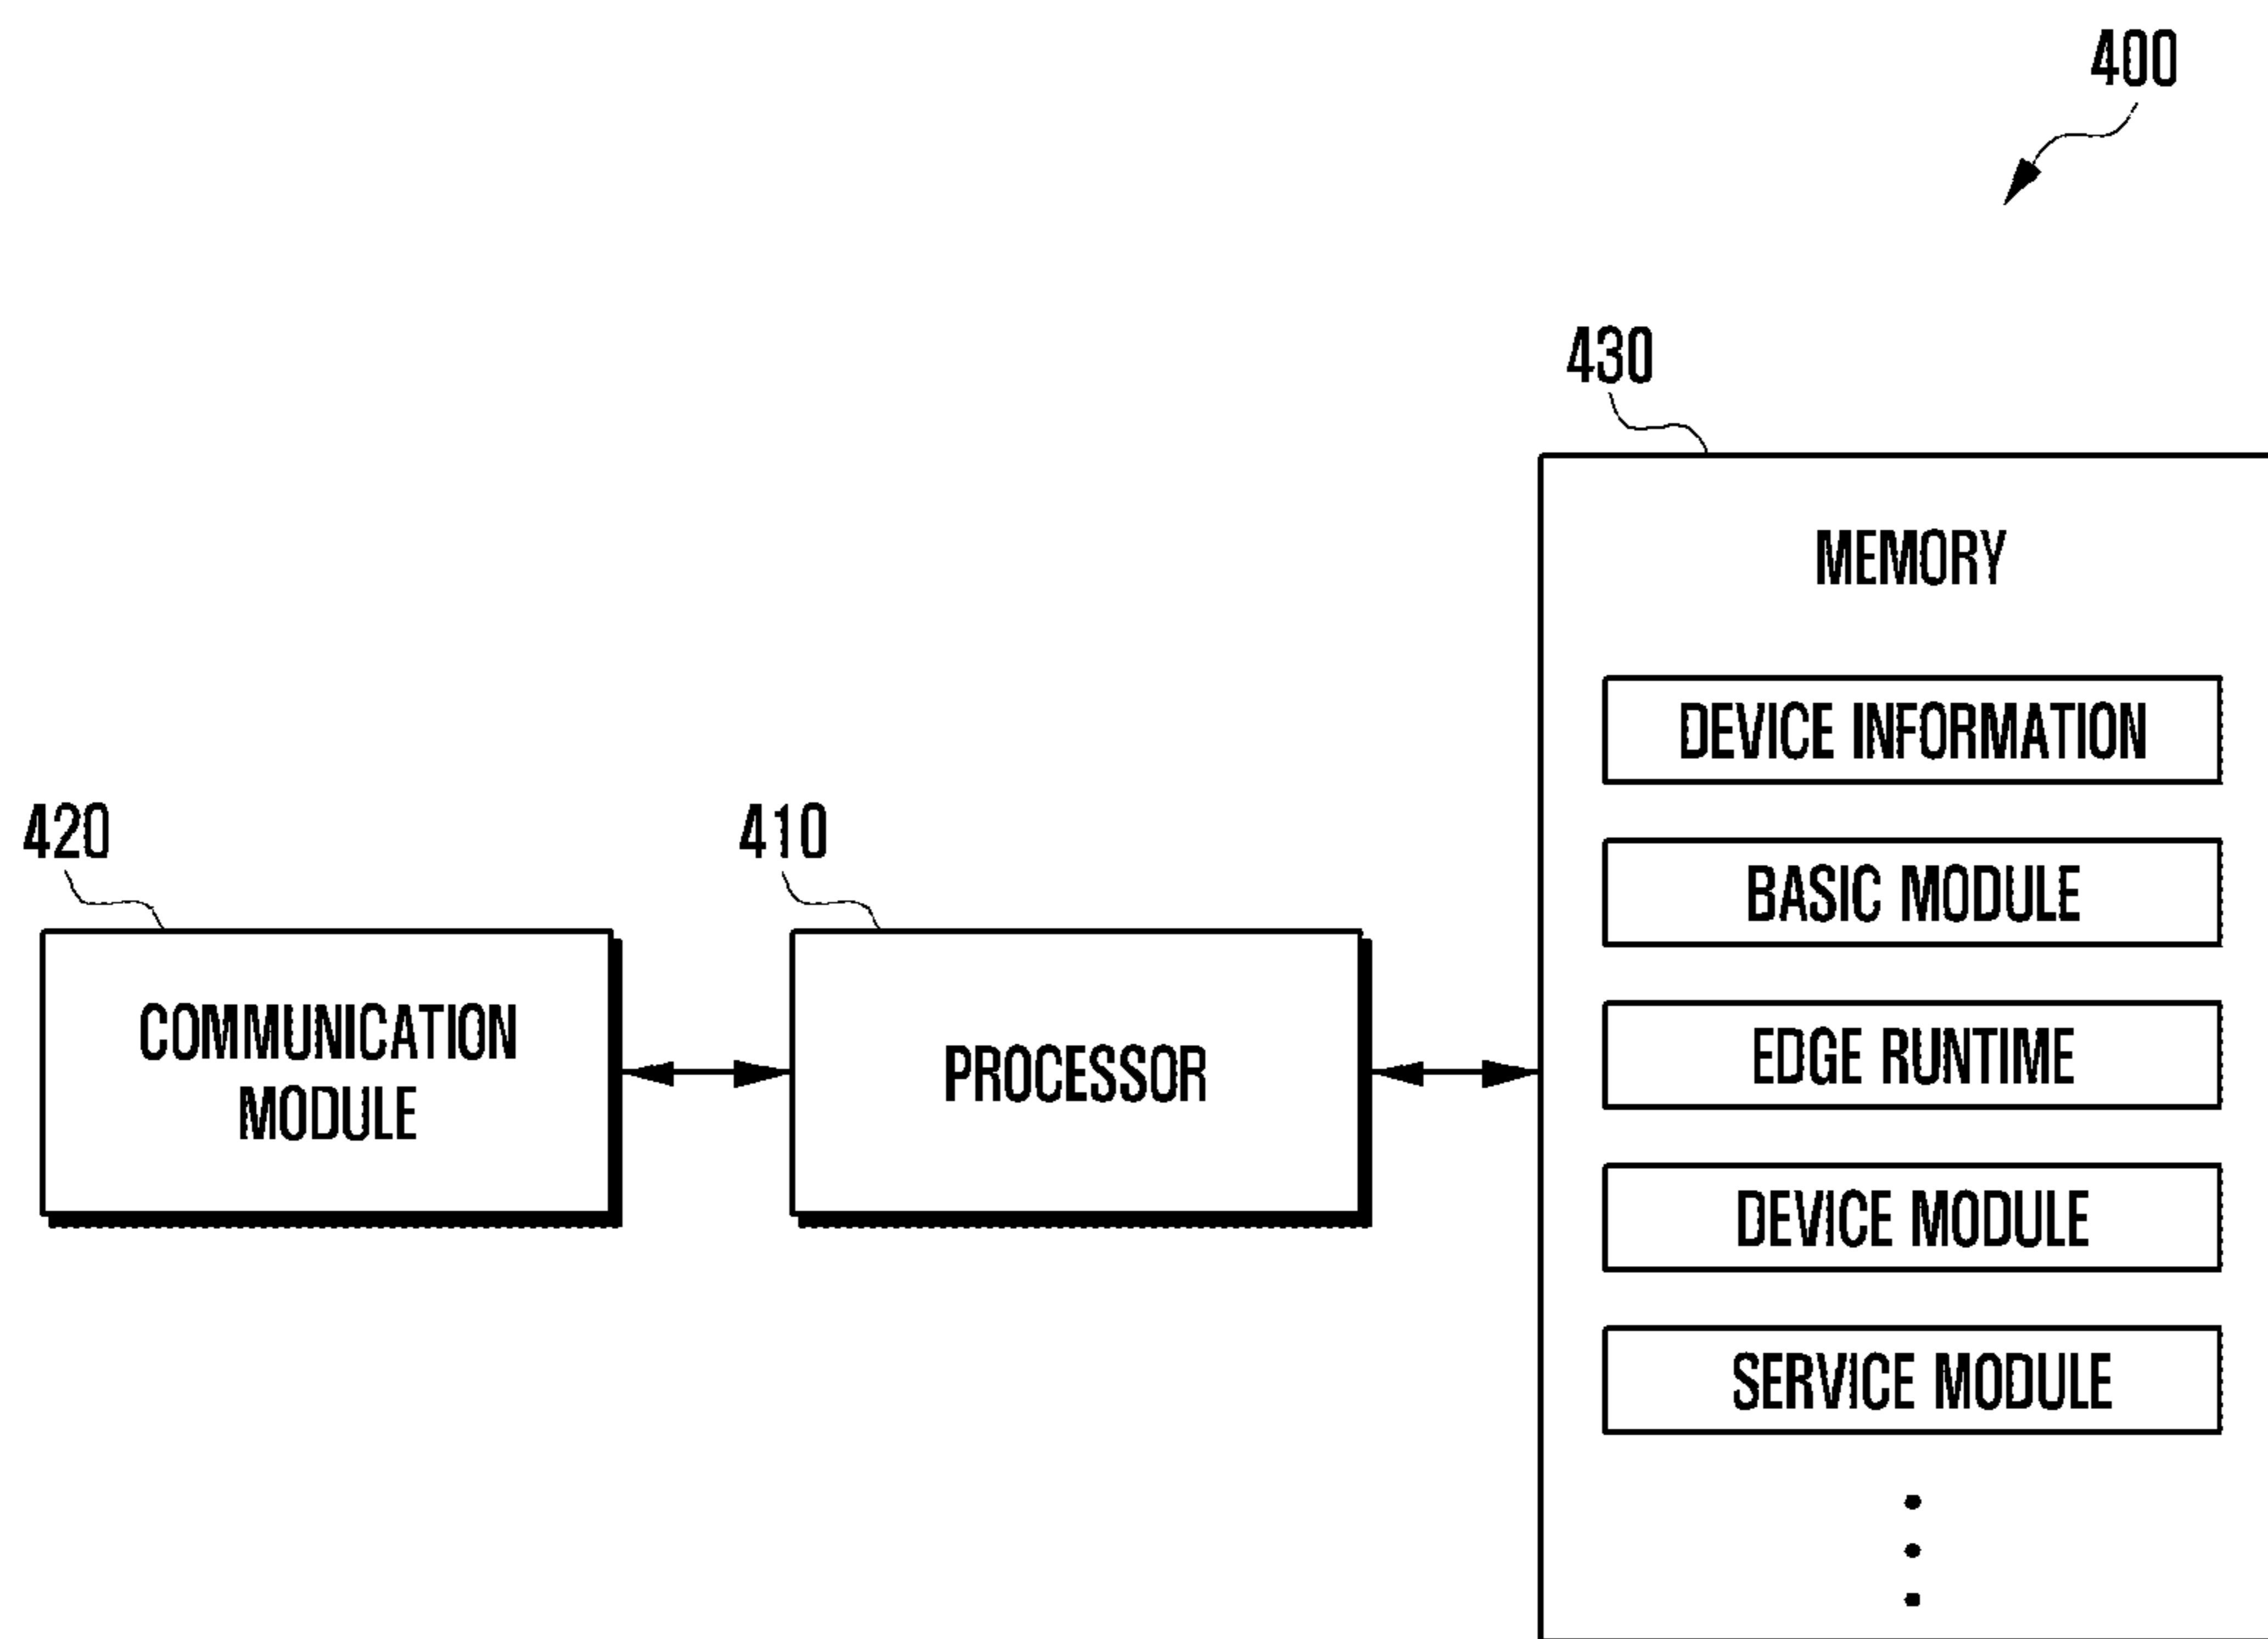 400
430
MEMORY
DEVICE INFORMATION
BASIC MODULE
EDGE RUNTIME
DEVICE MODULE
SERVICE MODULE
420
COMMUNICATION
MODULE
410
PROCESSOR